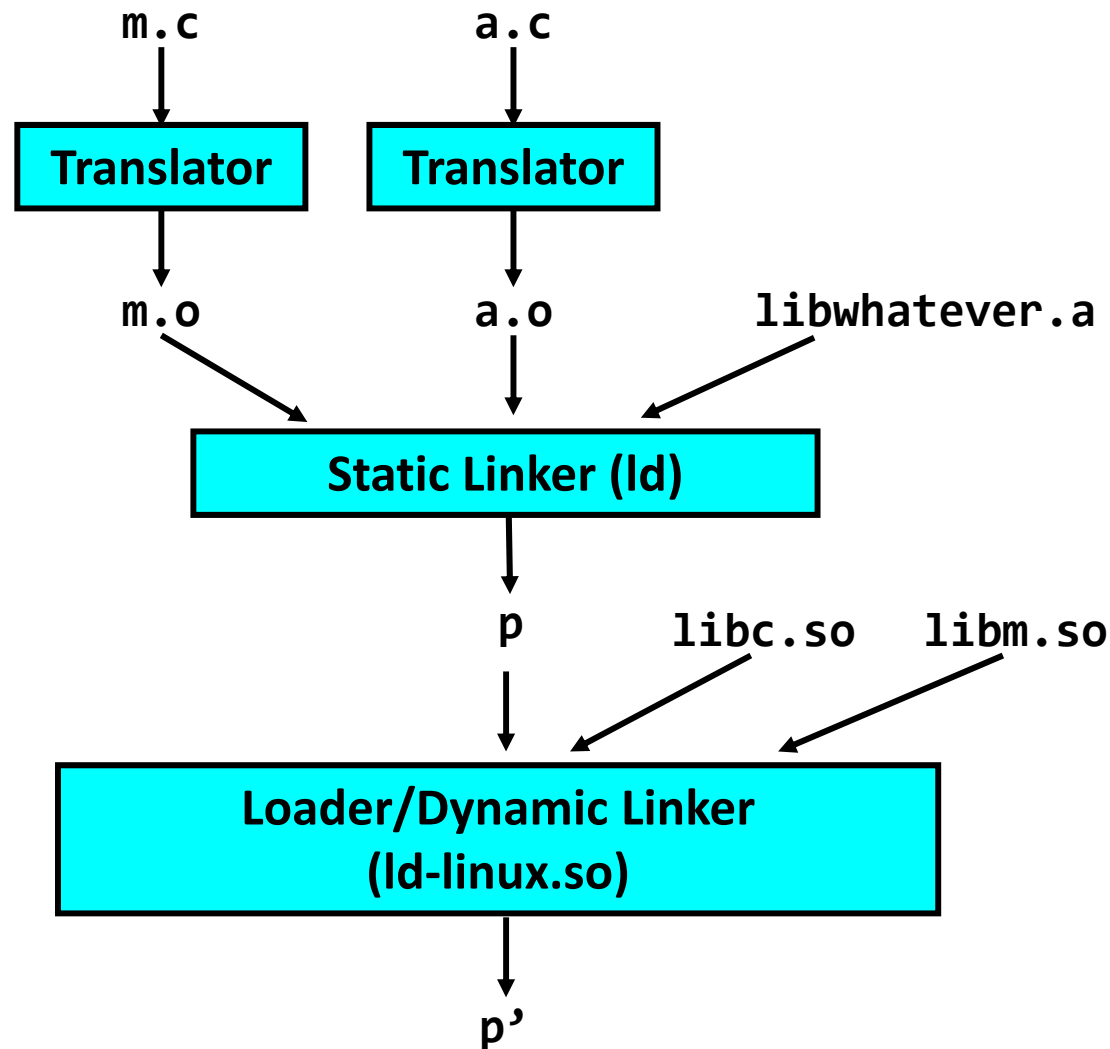 m.c
a.c
Translator
Translator
m.o
a.o
libwhatever.a
Static Linker (ld)
p
libc.so
libm.so
Loader/Dynamic Linker
(ld-linux.so)
p’